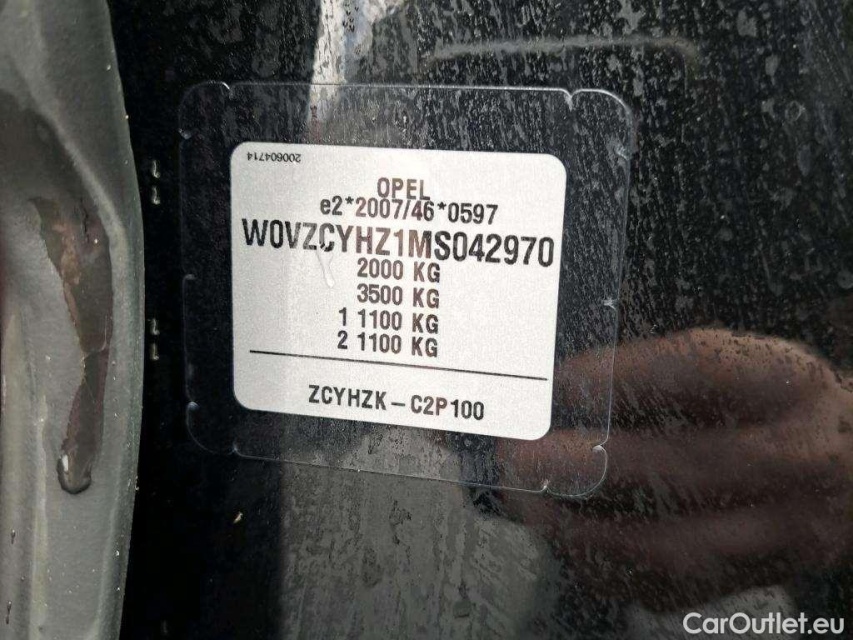 200604714
OPEL
e2*2007/46*0597
W0VZCYHZ1MS042970
2000 KG
3500 KG
1 1100 KG
2 1100 KG
ZCYHZK-C2P100
CarOutlet.eu